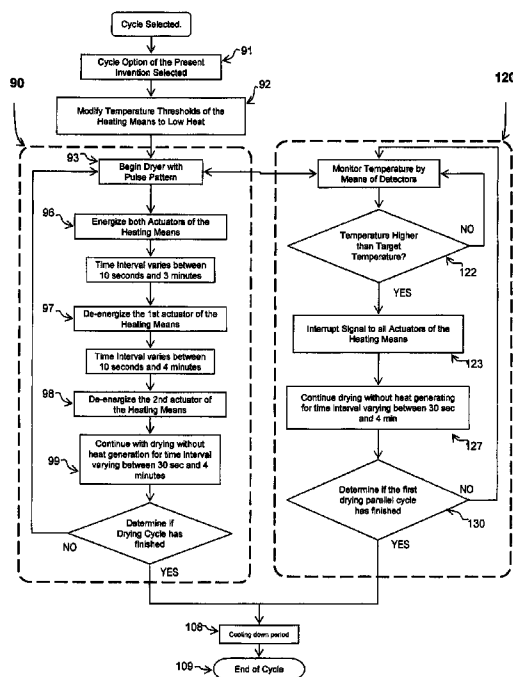 Cycle Selected.
91
Cycle Option of the Present
Invention Selected
92
Modify Temperature Thresholds of the
Heating Means to Low Heat
90
120
93
Begin Dryer with
Pulse Pattern
96
Energize both Actuators of the
Heating Means
Time Interval varies between
10 seconds and 3 minutes
97
De-energize the 1st actuator of
the Heating Means
Time Interval varies between
10 seconds and 4 minutes
98
De-energize the 2nd actuator
of the Heating Means
99
Continue with drying without
heat generation for time interval
varying between 30 sec and 4
minutes
Determine if
Drying Cycle has
finished
NO
YES
Monitor Temperature by
Means of Detectors
Temperature Higher
than Target
Temperature?
NO
122
YES
Interrupt Signal to all Actuators of the
Heating Means
123
Continue drying without heat generating
for time interval varying between 30 sec
and 4 min
127
Determine if the first
drying parallel cycle
has finished
NO
130
YES
108
Cooling down period
109
End of Cycle